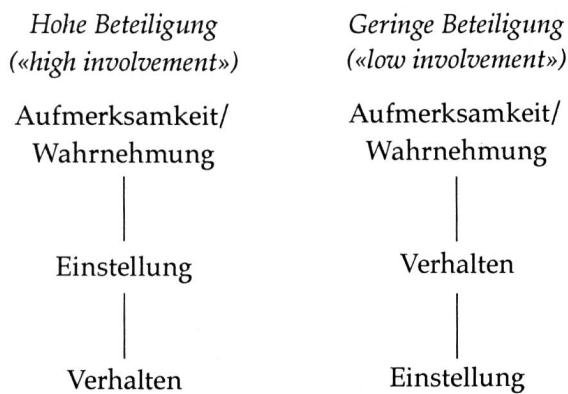 Hohe Beteiligung
(«high involvement»)
Aufmerksamkeit/
Wahrnehmung
Einstellung
Verhalten
Geringe Beteiligung
(«low involvement»)
Aufmerksamkeit/
Wahrnehmung
Verhalten
Einstellung